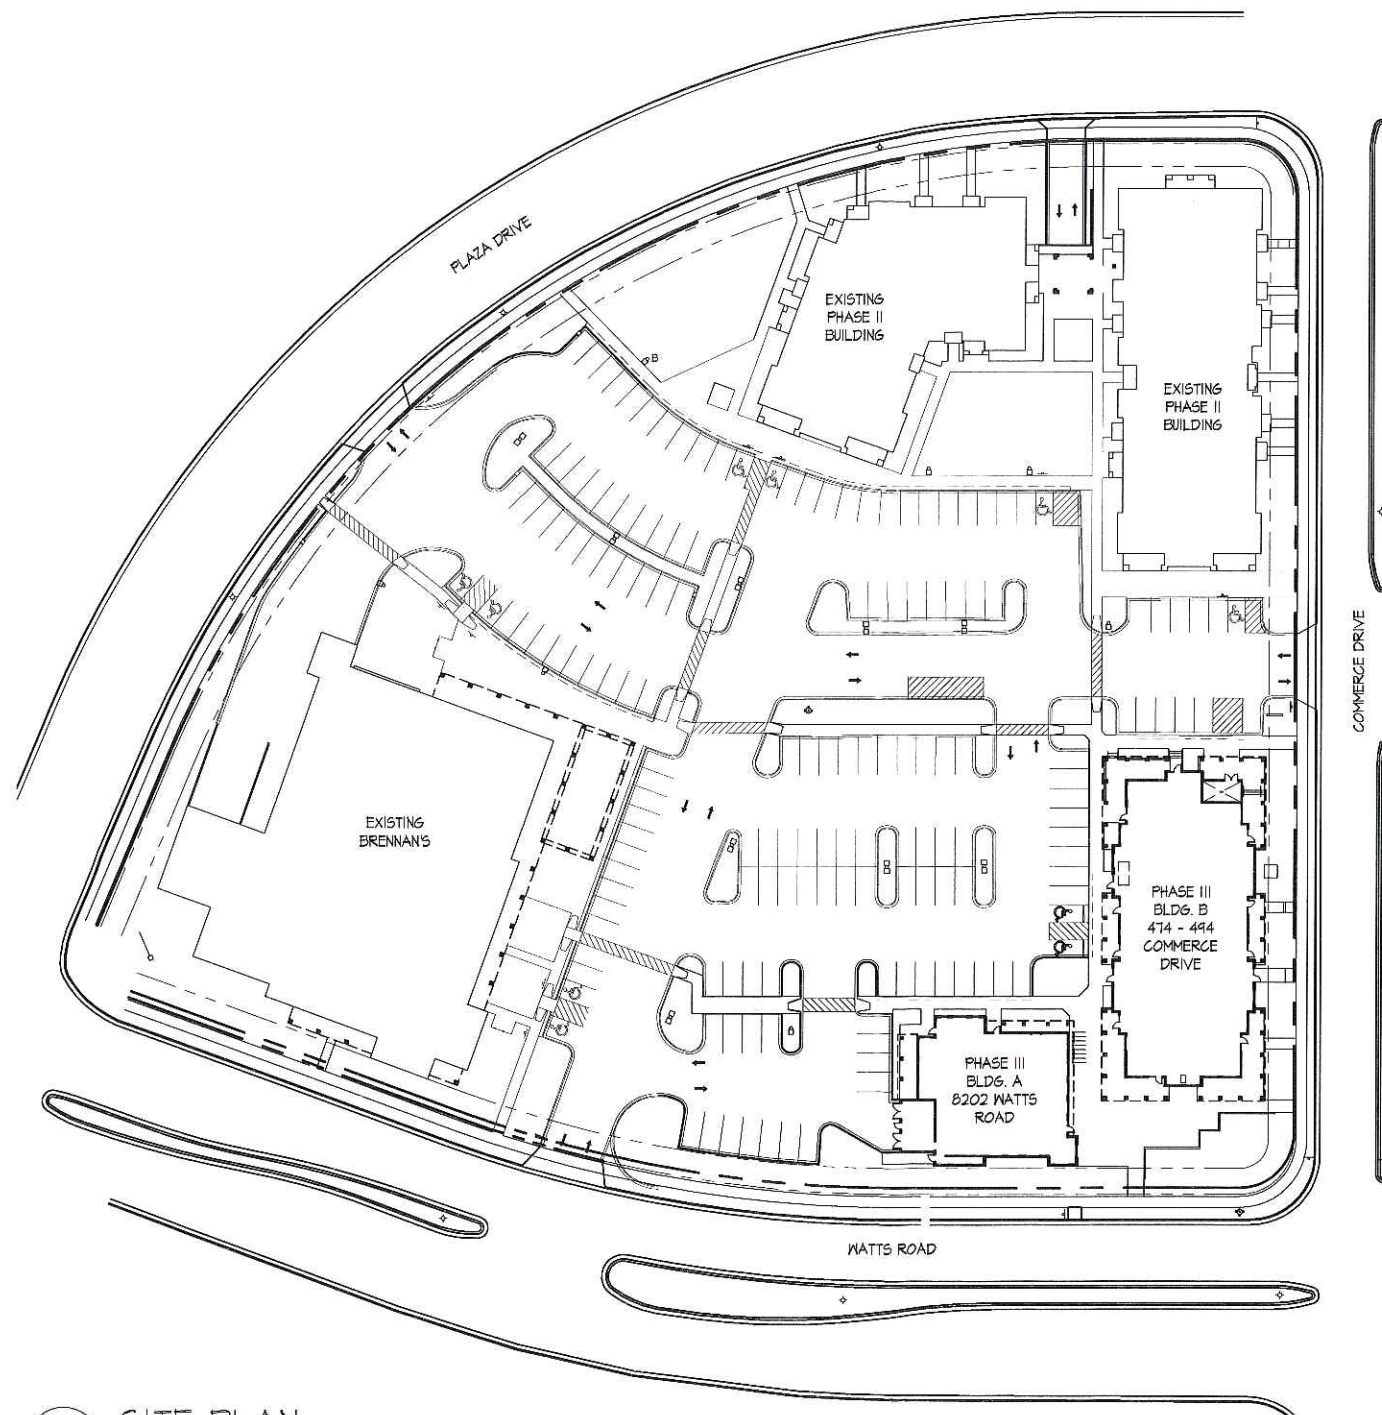 PLAZA DRIVE
EXISTING
PHASE II
BUILDING
B
EXISTING
PHASE II
BUILDING
COMMERCE DRIVE
EXISTING
BRENNAN'S
PHASE III
BLDG. B
474 - 494
COMMERCE
DRIVE
PHASE III
BLDG. A
8202 WATTS
ROAD
WATTS ROAD
SITE PLAN